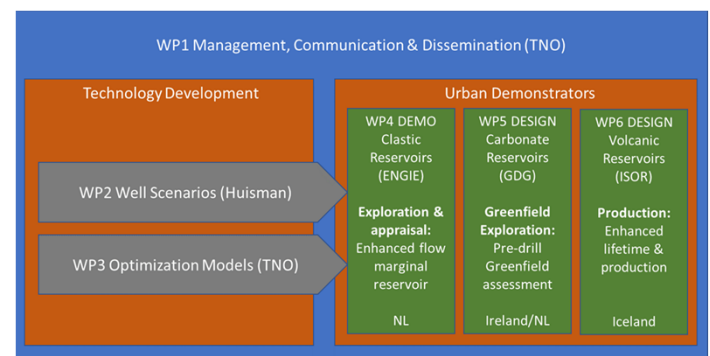 WP1 Management, Communication & Dissemination (TNO)
Technology Development
WP2 Well Scenarios (Huisman)
WP3 Optimization Models (TNO)
Urban Demonstrators
WP4 DEMO
Clastic
Reservoirs
(ENGIE)
Exploration &
appraisal:
Enhanced flow
marginal
reservoir
NL
WP5 DESIGN
Carbonate
Reservoirs
(GDG)
Greenfield
Exploration:
Pre-drill
Greenfield
assessment
Ireland/NL
WP6 DESIGN
Volcanic
Reservoirs
(ISOR)
Production:
Enhanced
lifetime &
production
Iceland